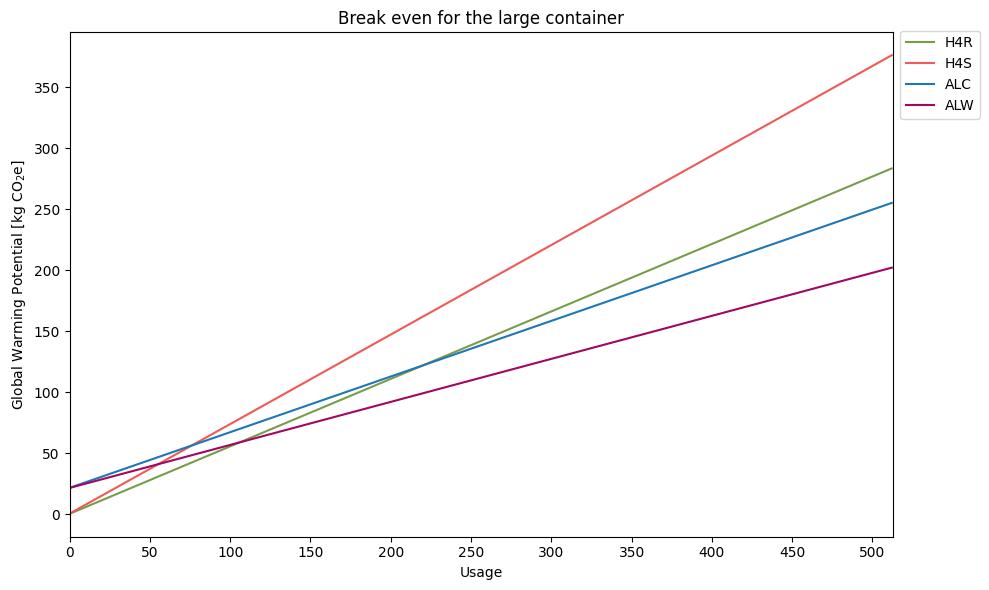 Break even for the large container
H4R
H4S
ALC
ALW
Global Warming Potential [kg CO₂e]
350
300
250
200
150
100
50
0
0 50 100 150 200 250 300 350 400 450 500
Usage